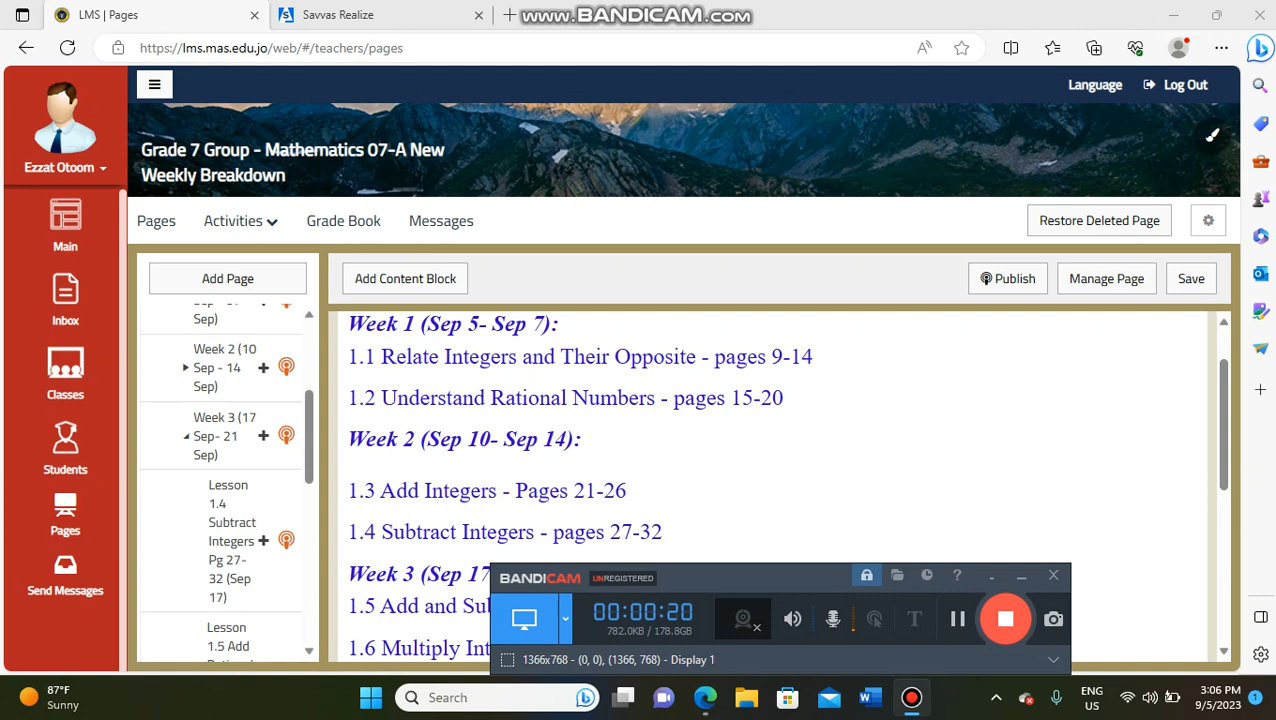 LMS | Pages
Savvas Realize
www.BANDICAM.com
https://lms.mas.edu.jo/web/#/teachers/pages
Language
Log Out
Ezzat Otoom
Grade 7 Group - Mathematics 07-A New
Weekly Breakdown
Main
Inbox
Classes
Students
Pages
Send Messages
Pages
Activities
Grade Book
Messages
Restore Deleted Page
Add Page
Add Content Block
Publish
Manage Page
Save
Sep)
Week 2 (10
Sep - 14
Sep)
Week 3 (17
Sep- 21
Sep)
Lesson
1.4
Subtract
Integers
Pg 27-
32 (Sep
17)
Lesson
1.5 Add
Week 1 (Sep 5- Sep 7):
1.1 Relate Integers and Their Opposite - pages 9-14
1.2 Understand Rational Numbers - pages 15-20
Week 2 (Sep 10- Sep 14):
1.3 Add Integers - Pages 21-26
1.4 Subtract Integers - pages 27-32
Week 3 (Sep 17
1.5 Add and Sub
1.6 Multiply Int
BANDICAM
UNREGISTERED
00:00:20
782.0KB / 178.8GB
1366x768 - (0, 0), (1366, 768) - Display 1
87°F
Sunny
Search
ENG
US
3:06 PM
9/5/2023
1